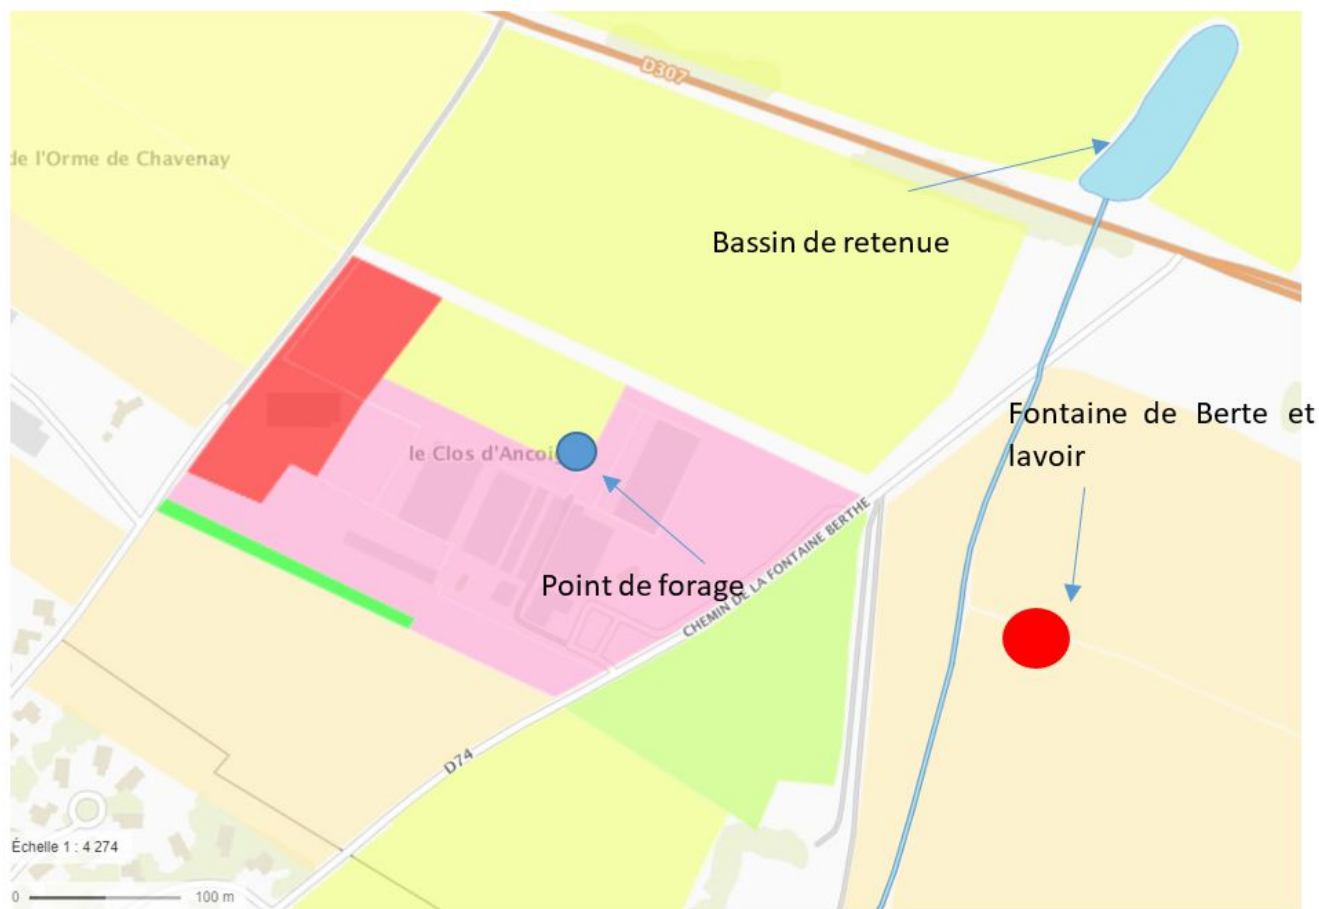 D307
de l'Orme de Chavenay
Bassin de retenue
Fontaine de Berte et
lavoir
le Clos d'Ancoi
Point de forage
CHEMIN DE LA FONTAINE BERTHE
D74
Échelle 1 : 4 274
0 100 m